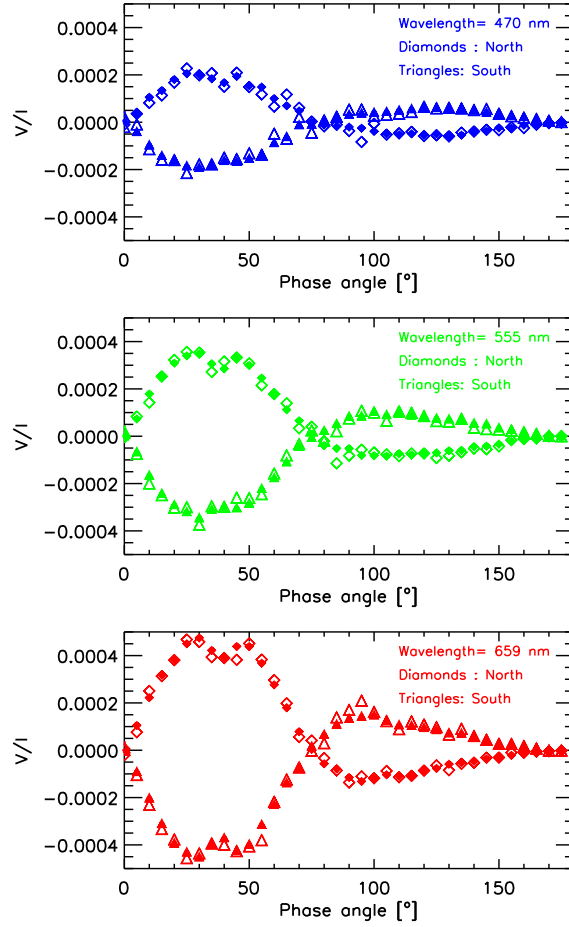 0.0004
0.0002
0.0000
−0.0002
−0.0004
V/I
Wavelength= 470 nm
Diamonds : North
Triangles: South
0 50 100 150
Phase angle [°]
0.0004
0.0002
0.0000
−0.0002
−0.0004
V/I
Wavelength= 555 nm
Diamonds : North
Triangles: South
0 50 100 150
Phase angle [°]
0.0004
0.0002
0.0000
−0.0002
−0.0004
V/I
Wavelength= 659 nm
Diamonds : North
Triangles: South
0 50 100 150
Phase angle [°]